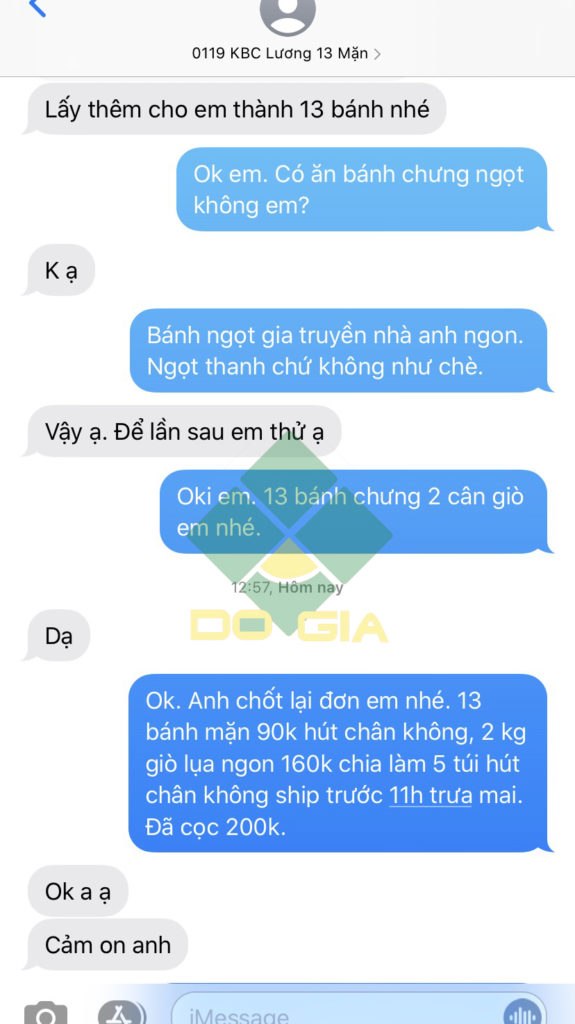 0119 KBC Lương 13 Mặn
Lấy thêm cho em thành 13 bánh nhé
Ok em. Có ăn bánh chưng ngọt
không em?
K ạ
Bánh ngọt gia truyền nhà anh ngon.
Ngọt thanh chứ không như chè.
Vậy ạ. Để lần sau em thử ạ
Oki em. 13 bánh chưng 2 cân giò
em nhé.
12:57, Hôm nay
DO GIA
Dạ
Ok. Anh chốt lại đơn em nhé. 13
bánh mặn 90k hút chân không, 2 kg
giò lụa ngon 160k chia làm 5 túi hút
chân không ship trước 11h trưa mai.
Đã cọc 200k.
Ok a ạ
Cảm on anh
iMessage